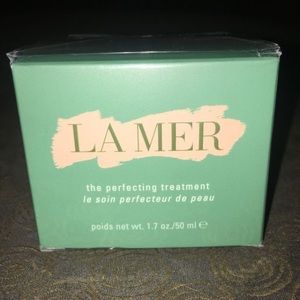 LA MER
the perfecting treatment
le soin perfecteur de peau
poids net wt. 1.7 oz./50 ml ℮